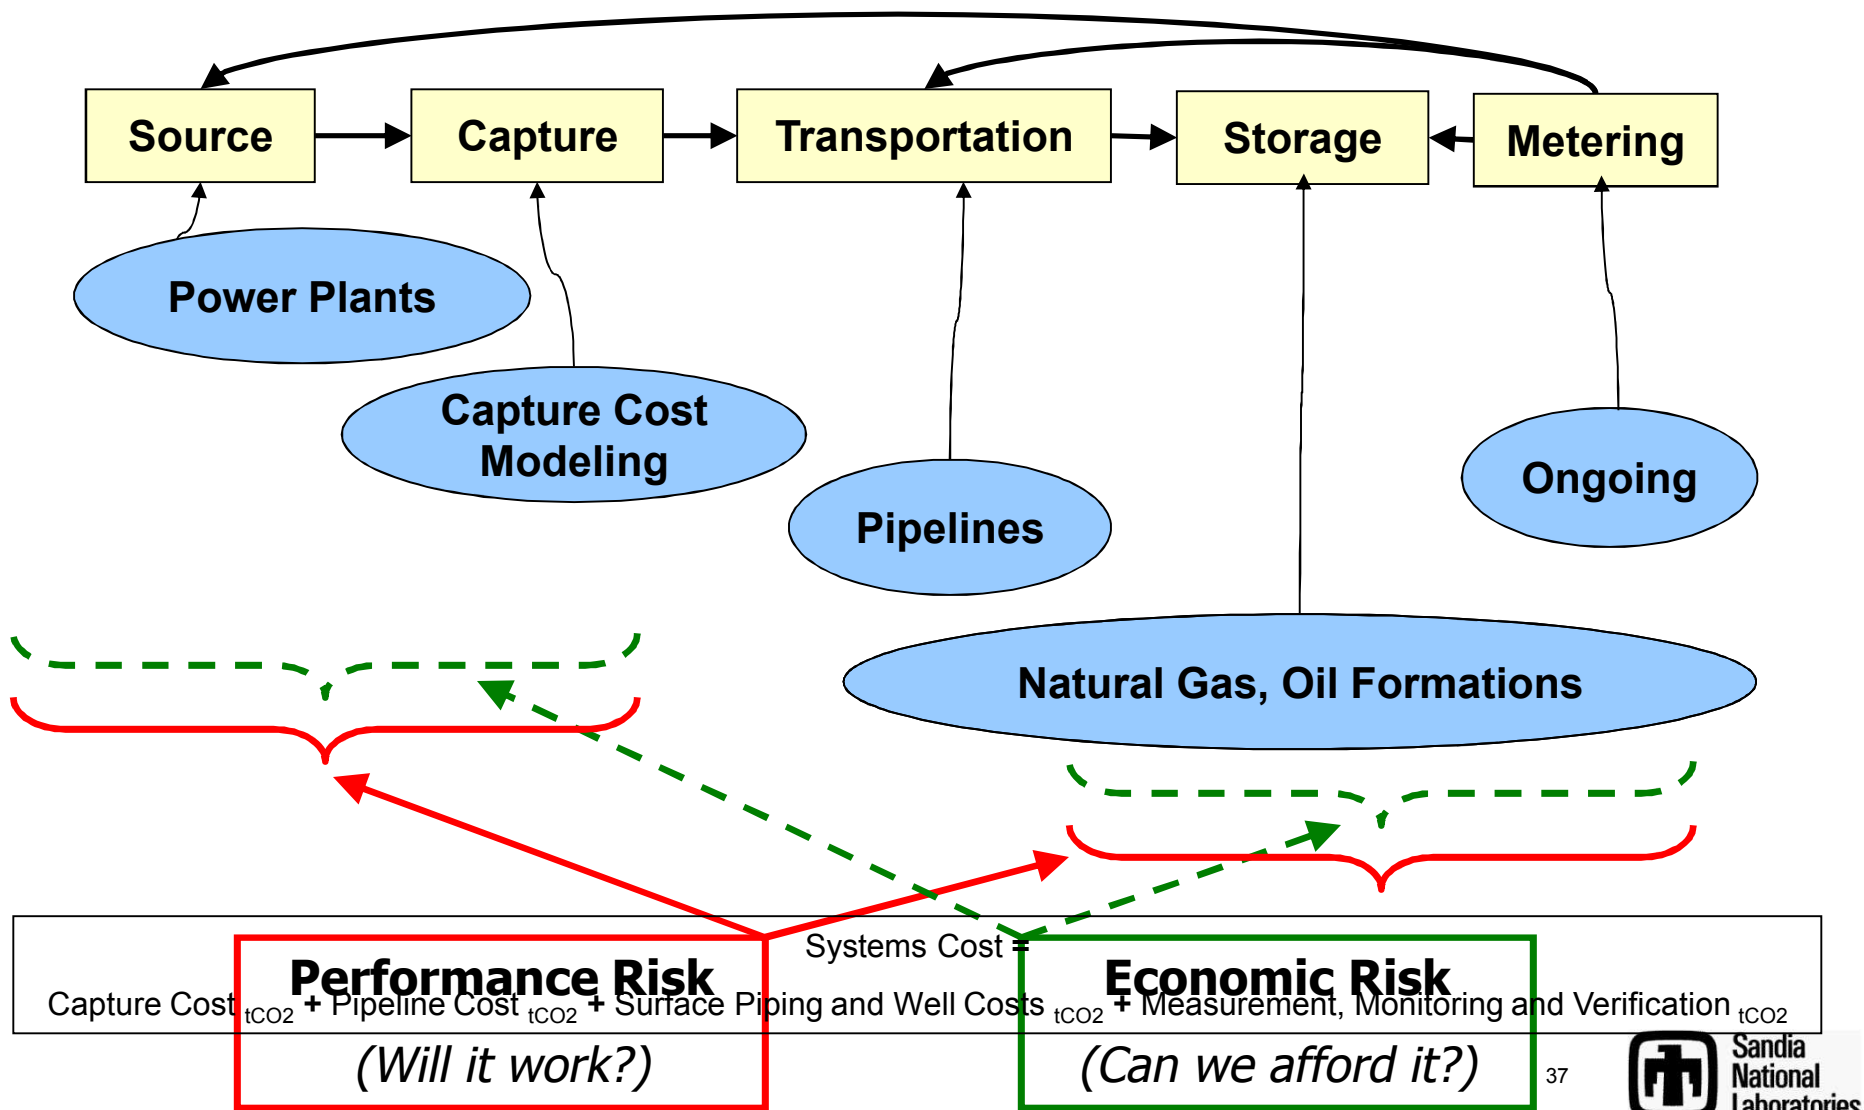 Source
Capture
Transportation
Storage
Metering
Power Plants
Capture Cost
Modeling
Pipelines
Ongoing
Natural Gas, Oil Formations
Systems Cost =
Capture Cost tCO2 + Pipeline Cost tCO2 + Surface Piping and Well Costs tCO2 + Measurement, Monitoring and Verification tCO2
Performance Risk
(Will it work?)
Economic Risk
(Can we afford it?)
37
Sandia
National
Laboratories